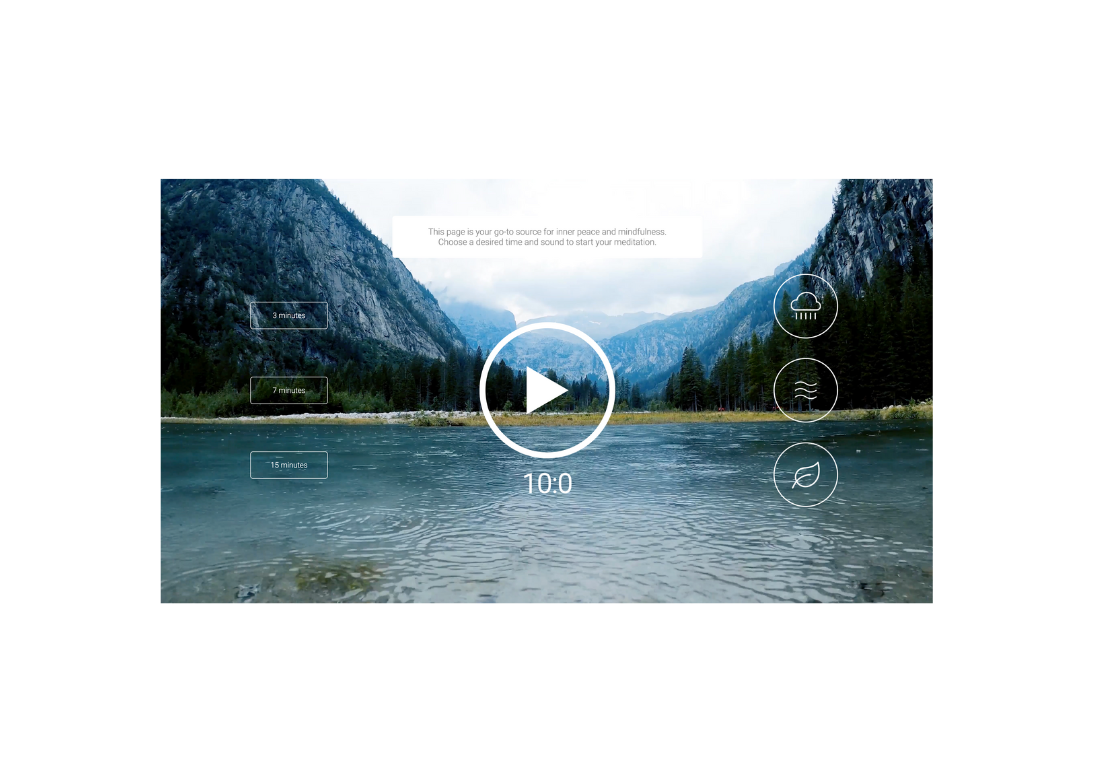 This page is your go-to source for inner peace and mindfulness.
Choose a desired time and sound to start your meditation.
3 minutes
7 minutes
15 minutes
10:0